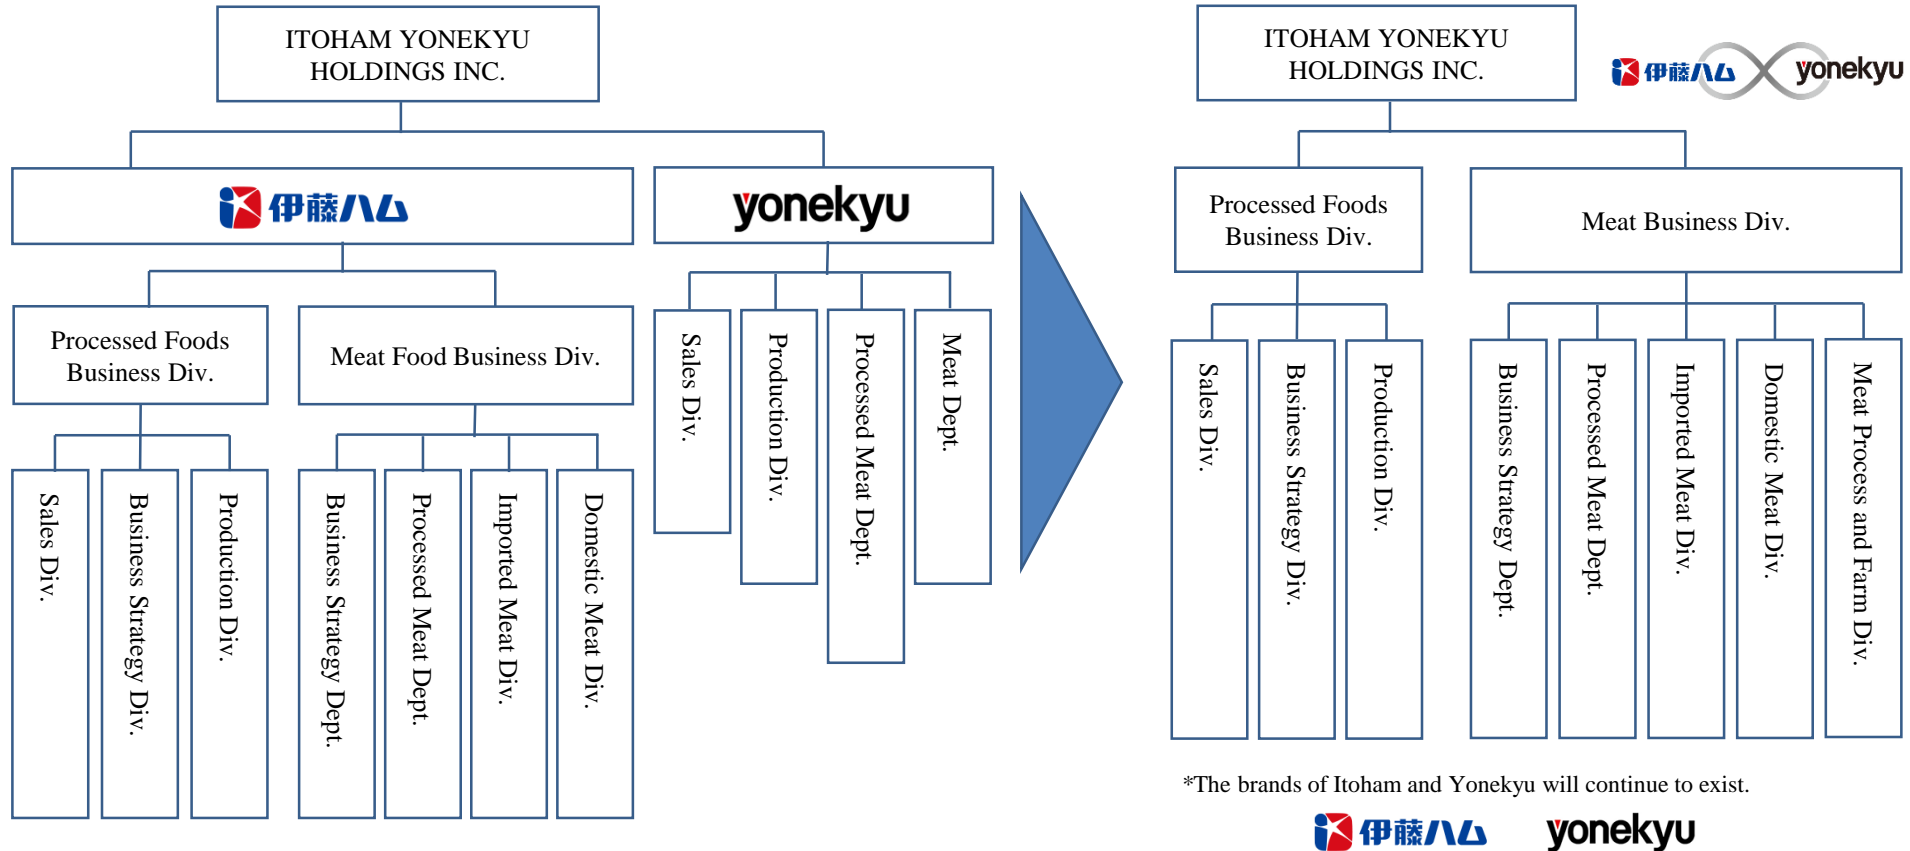 ITOHAM YONEKYU
HOLDINGS INC.
伊藤ハム
yonekyu
Processed Foods
Business Div.
Meat Food Business Div.
Sales Div.
Business Strategy Div.
Production Div.
Business Strategy Dept.
Processed Meat Dept.
Imported Meat Div.
Domestic Meat Div.
Sales Div.
Production Div.
Processed Meat Dept.
Meat Dept.
ITOHAM YONEKYU
HOLDINGS INC.
伊藤ハム yonekyu
Processed Foods
Business Div.
Meat Business Div.
Sales Div.
Business Strategy Div.
Production Div.
Business Strategy Dept.
Processed Meat Dept.
Imported Meat Div.
Domestic Meat Div.
Meat Process and Farm Div.
*The brands of Itoham and Yonekyu will continue to exist.
伊藤ハム yonekyu